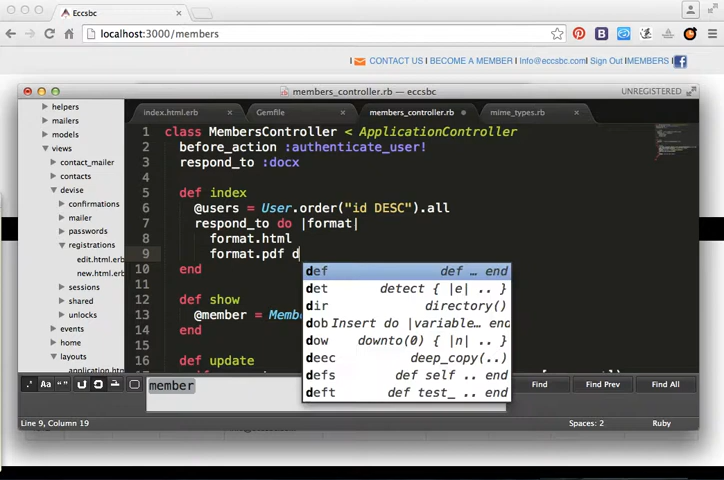 Eccsbc
localhost:3000/members
CONTACT US | BECOME A MEMBER | Info@eccsbc.com | Sign Out |MEMBERS |
members_controller.rb — eccsbc
UNREGISTERED
index.html.erb
Gemfile
members_controller.rb
mime_types.rb
helpers
mailers
models
views
contact_mailer
contacts
devise
confirmations
mailer
passwords
registrations
edit.html.erb
new.html.erb
sessions
shared
unlocks
events
home
layouts
application.html
1 class MembersController < ApplicationController
2 before_action :authenticate_user!
3 respond_to :docx
4
5 def index
6 @users = User.order("id DESC").all
7 respond_to do |format|
8 format.html
9 format.pdf d
10 end
11
12 def show
13 @member = Memb
14 end
15
16 def update
def def … end
det detect { |e| .. }
dir directory()
dob Insert do |variable… end
dow downto(0) { |n| .. }
deec deep_copy(..)
defs def self .. end
deft def test_ .. end
.* Aa “”
member
Find
Find Prev
Find All
Line 9, Column 19
Spaces: 2
Ruby